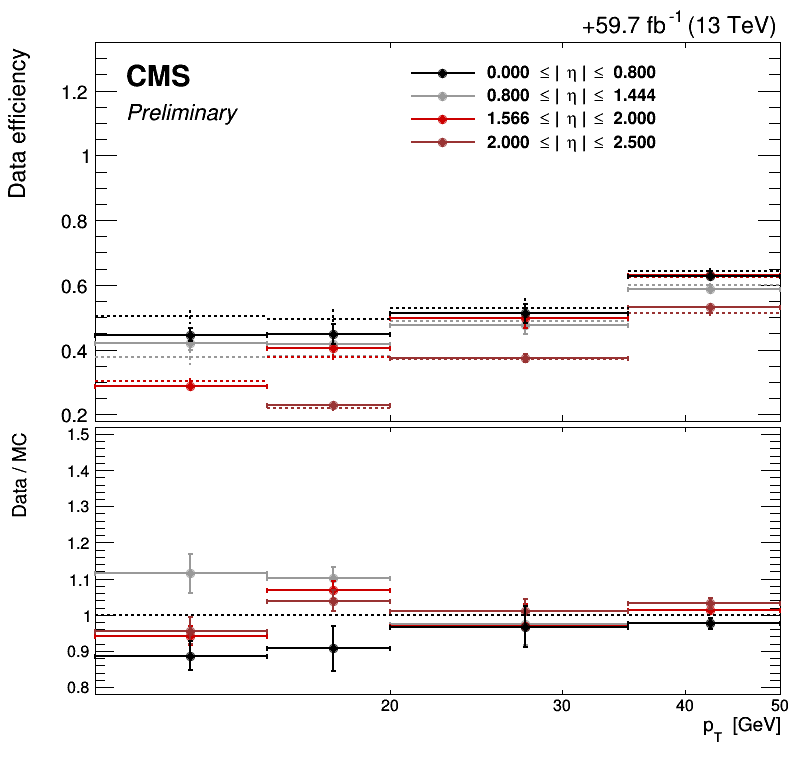 +59.7 fb⁻¹ (13 TeV)
CMS
Preliminary
0.000 ≤| η | ≤ 0.800
0.800 ≤| η | ≤ 1.444
1.566 ≤| η | ≤ 2.000
2.000 ≤| η | ≤ 2.500
Data efficiency
1.2
1
0.8
0.6
0.4
0.2
Data / MC
1.5
1.4
1.3
1.2
1.1
1
0.9
0.8
20 30 40 50
p_T [GeV]